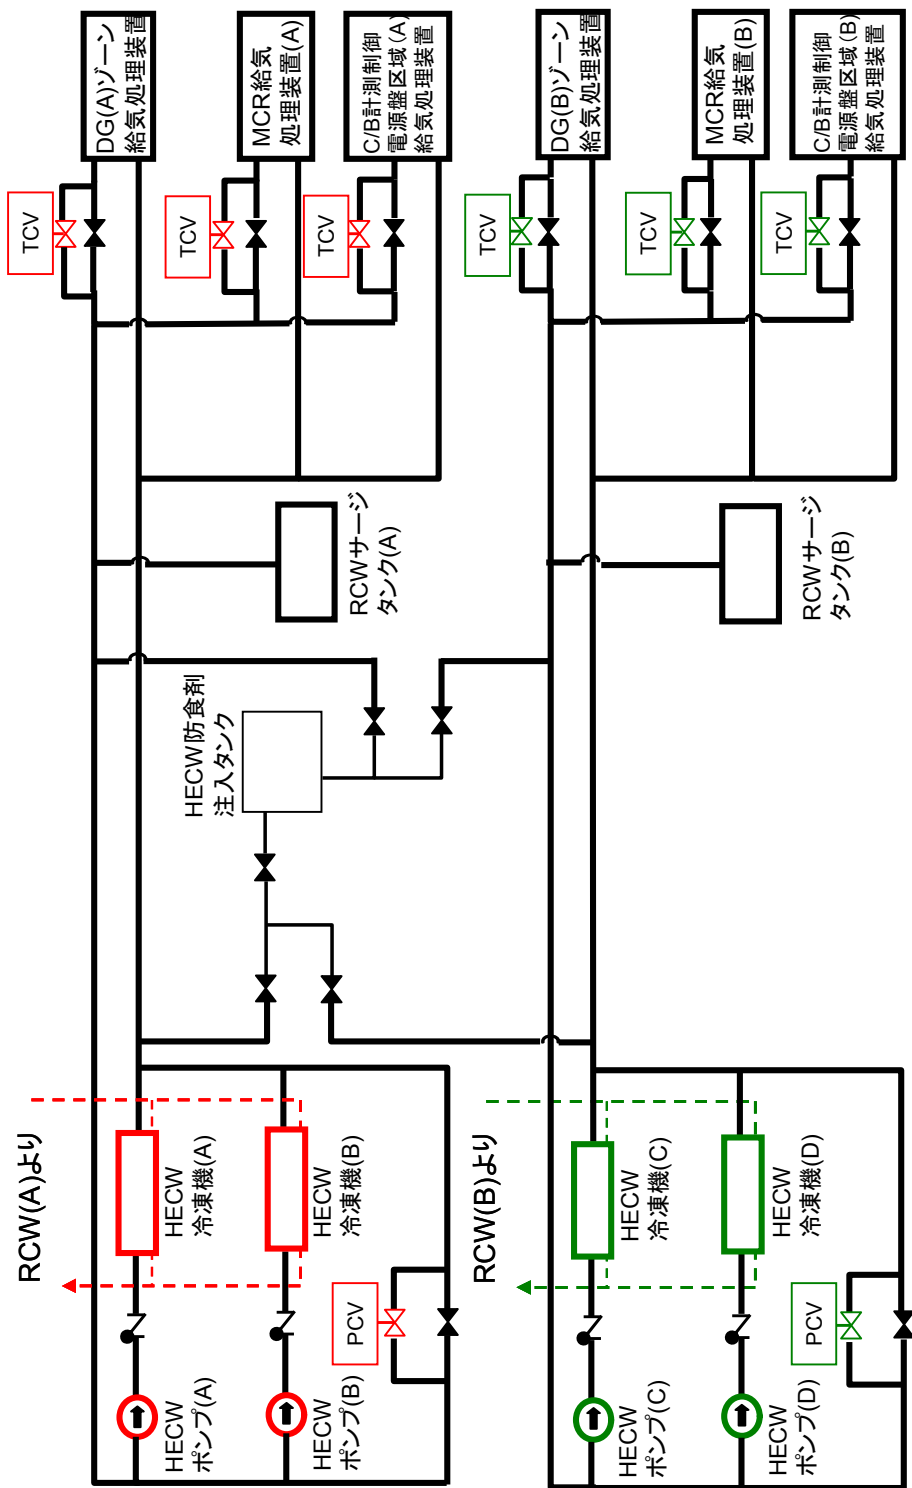 DG(A)ゾーン
給気処理装置
MCR給気
処理装置(A)
C/B計測制御
電源盤区域(A)
給気処理装置
DG(B)ゾーン
給気処理装置
MCR給気
処理装置(B)
C/B計測制御
電源盤区域(B)
給気処理装置
TCV
TCV
TCV
TCV
TCV
TCV
RCWサージ
タンク(A)
RCWサージ
タンク(B)
HECW防食剤
注入タンク
RCW(A)より
HECW
冷凍機(A)
HECW
冷凍機(B)
RCW(B)より
HECW
冷凍機(C)
HECW
冷凍機(D)
PCV
PCV
HECW
ポンプ(A)
HECW
ポンプ(B)
HECW
ポンプ(C)
HECW
ポンプ(D)